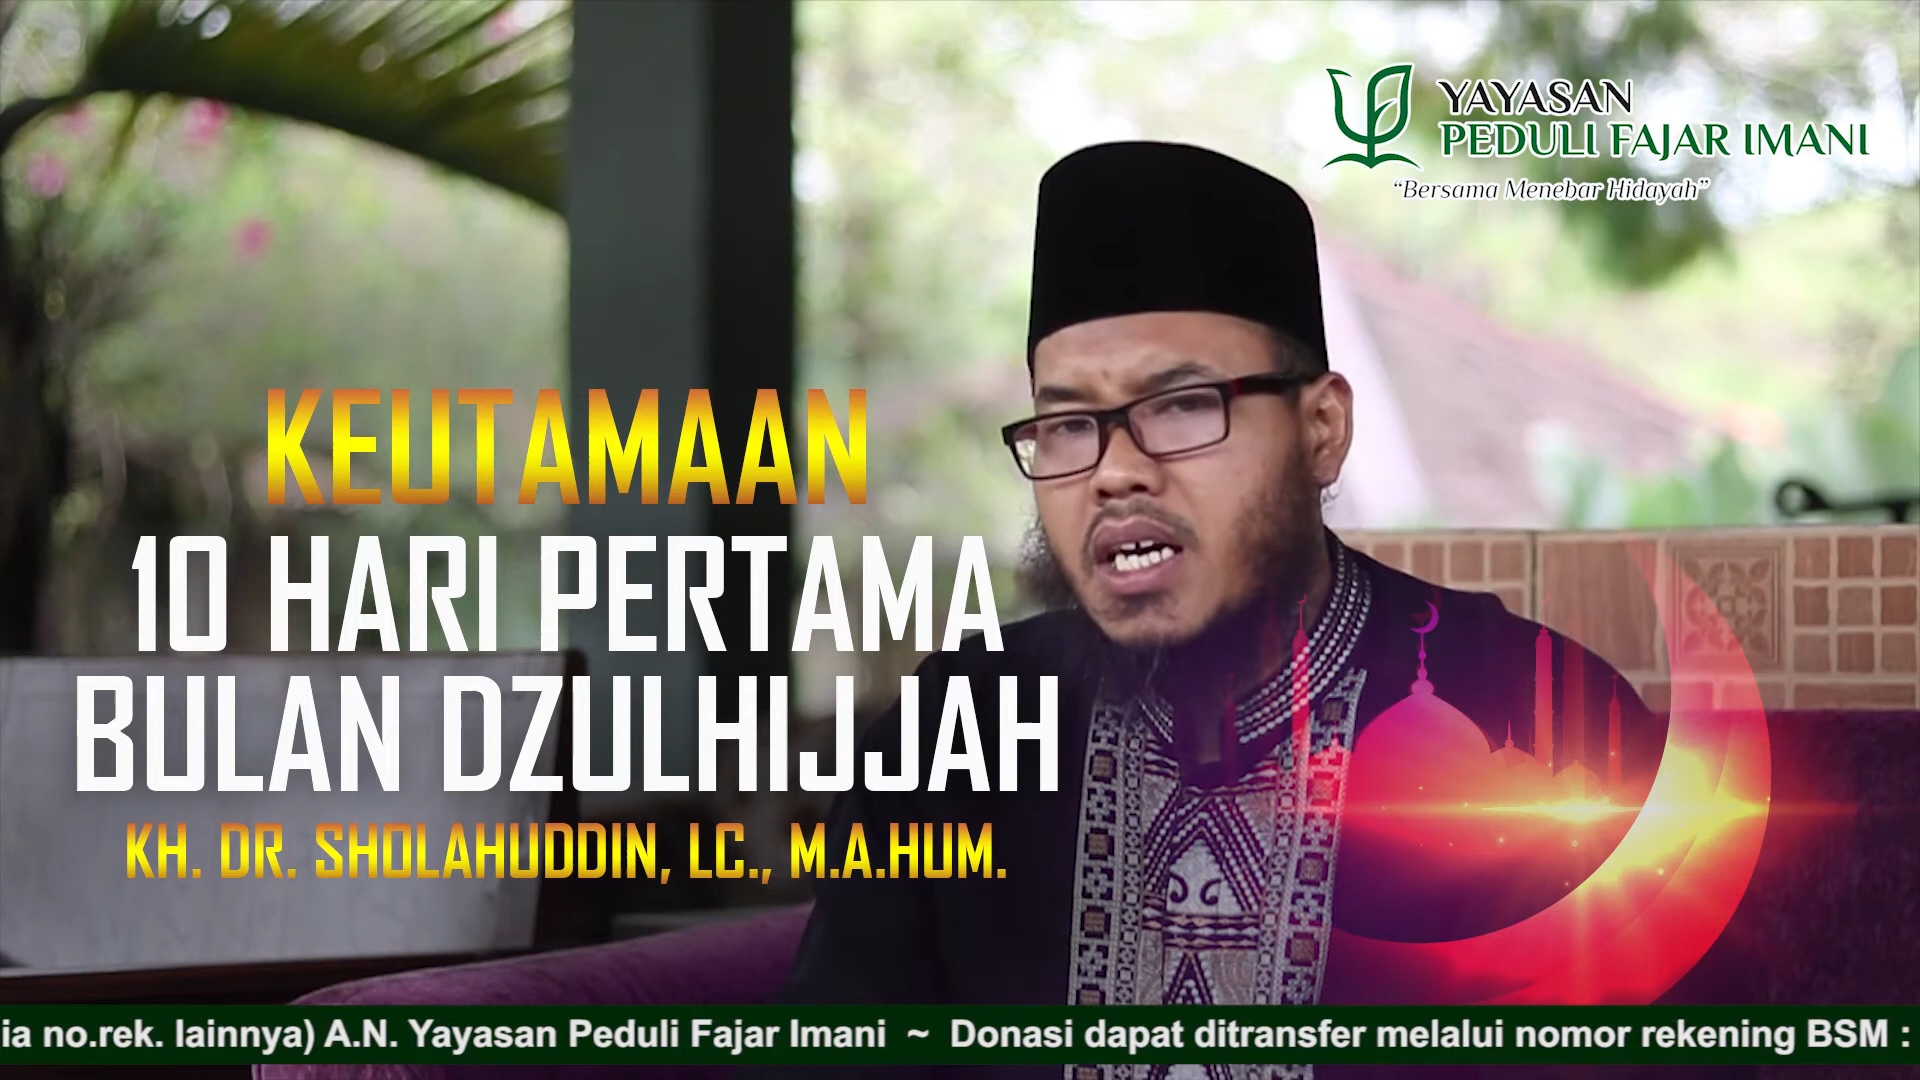 YAYASAN
PEDULI FAJAR IMANI
“Bersama Menebar Hidayah”
KEUTAMAAN
10 HARI PERTAMA
BULAN DZULHIJJAH
KH. DR. SHOLAHUDDIN, LC., M.A.HUM.
ia no.rek. lainnya) A.N. Yayasan Peduli Fajar Imani ~ Donasi dapat ditransfer melalui nomor rekening BSM :